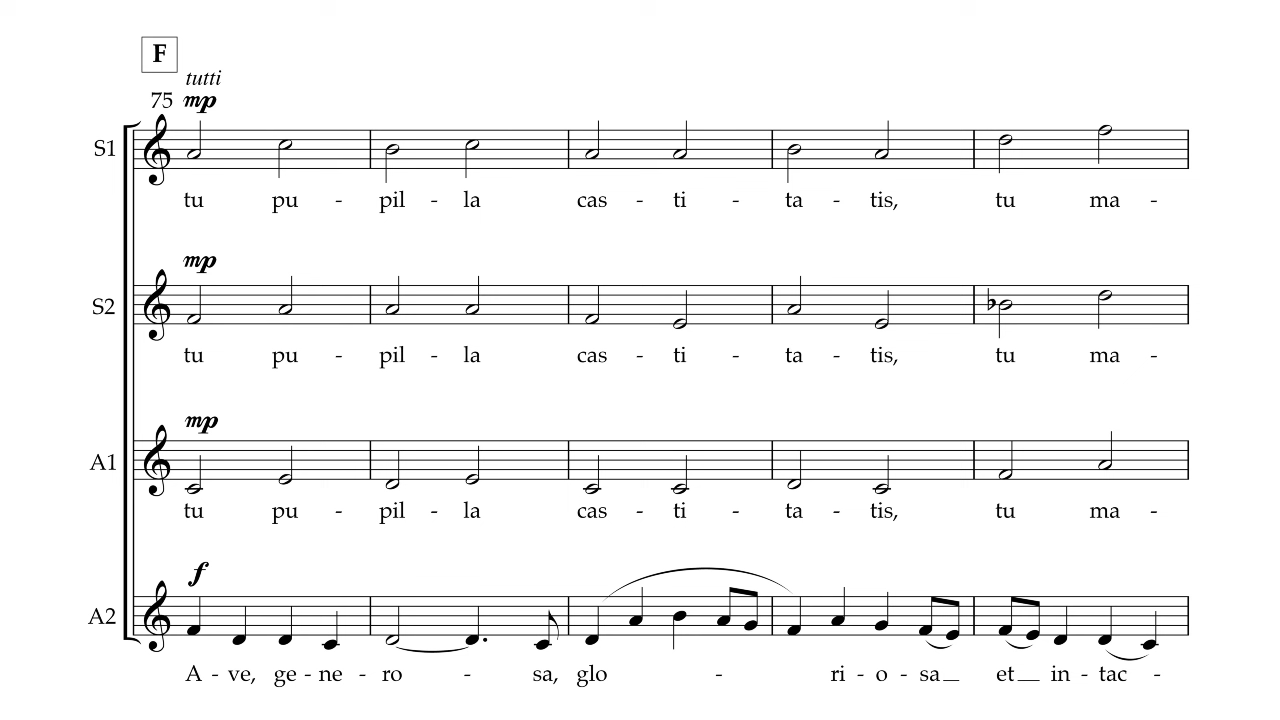 F
tutti
75 mp
S1
tu pu - pil - la cas - ti - ta - tis, tu ma -
mp
S2
tu pu - pil - la cas - ti - ta - tis, tu ma -
mp
A1
tu pu - pil - la cas - ti - ta - tis, tu ma -
f
A2
A - ve, ge - ne - ro - sa, glo - ri - o - sa et in - tac -